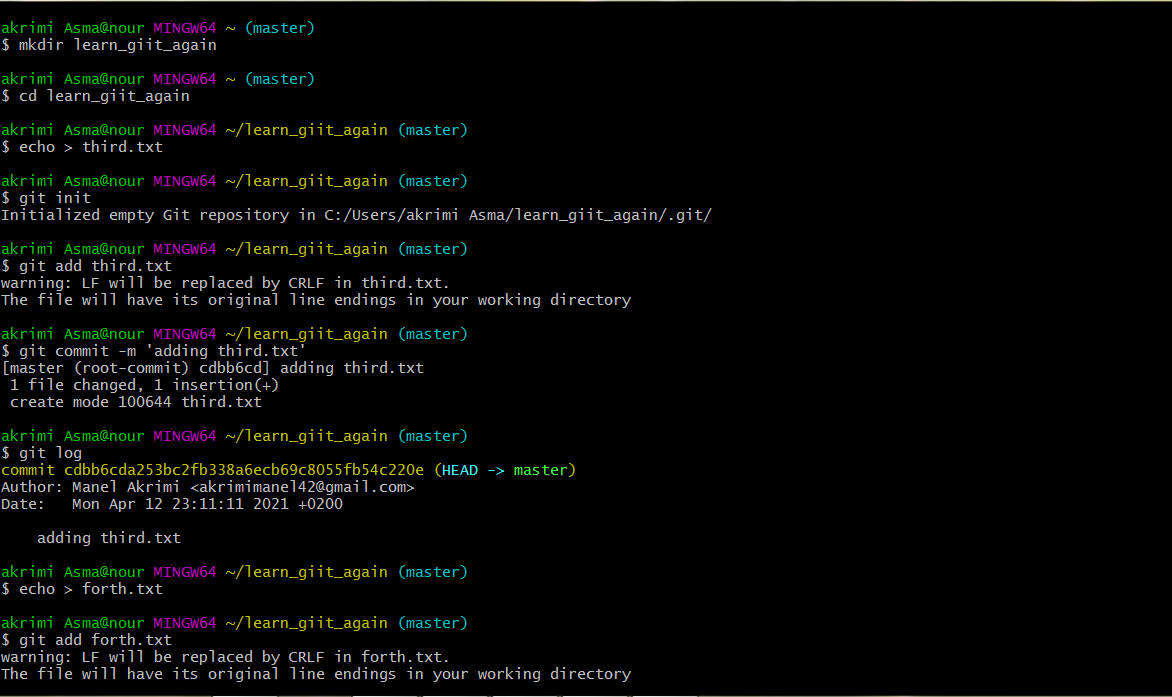 akrimi Asma@nour MINGW64 ~ (master)
$ mkdir learn_giit_again
akrimi Asma@nour MINGW64 ~ (master)
$ cd learn_giit_again
akrimi Asma@nour MINGW64 ~/learn_giit_again (master)
$ echo > third.txt
akrimi Asma@nour MINGW64 ~/learn_giit_again (master)
$ git init
Initialized empty Git repository in C:/Users/akrimi Asma/learn_giit_again/.git/
akrimi Asma@nour MINGW64 ~/learn_giit_again (master)
$ git add third.txt
warning: LF will be replaced by CRLF in third.txt.
The file will have its original line endings in your working directory
akrimi Asma@nour MINGW64 ~/learn_giit_again (master)
$ git commit -m 'adding third.txt'
[master (root-commit) cdbb6cd] adding third.txt
 1 file changed, 1 insertion(+)
 create mode 100644 third.txt
akrimi Asma@nour MINGW64 ~/learn_giit_again (master)
$ git log
commit cdbb6cda253bc2fb338a6ecb69c8055fb54c220e (HEAD -> master)
Author: Manel Akrimi <akrimimanel42@gmail.com>
Date:   Mon Apr 12 23:11:11 2021 +0200
    adding third.txt
akrimi Asma@nour MINGW64 ~/learn_giit_again (master)
$ echo > forth.txt
akrimi Asma@nour MINGW64 ~/learn_giit_again (master)
$ git add forth.txt
warning: LF will be replaced by CRLF in forth.txt.
The file will have its original line endings in your working directory